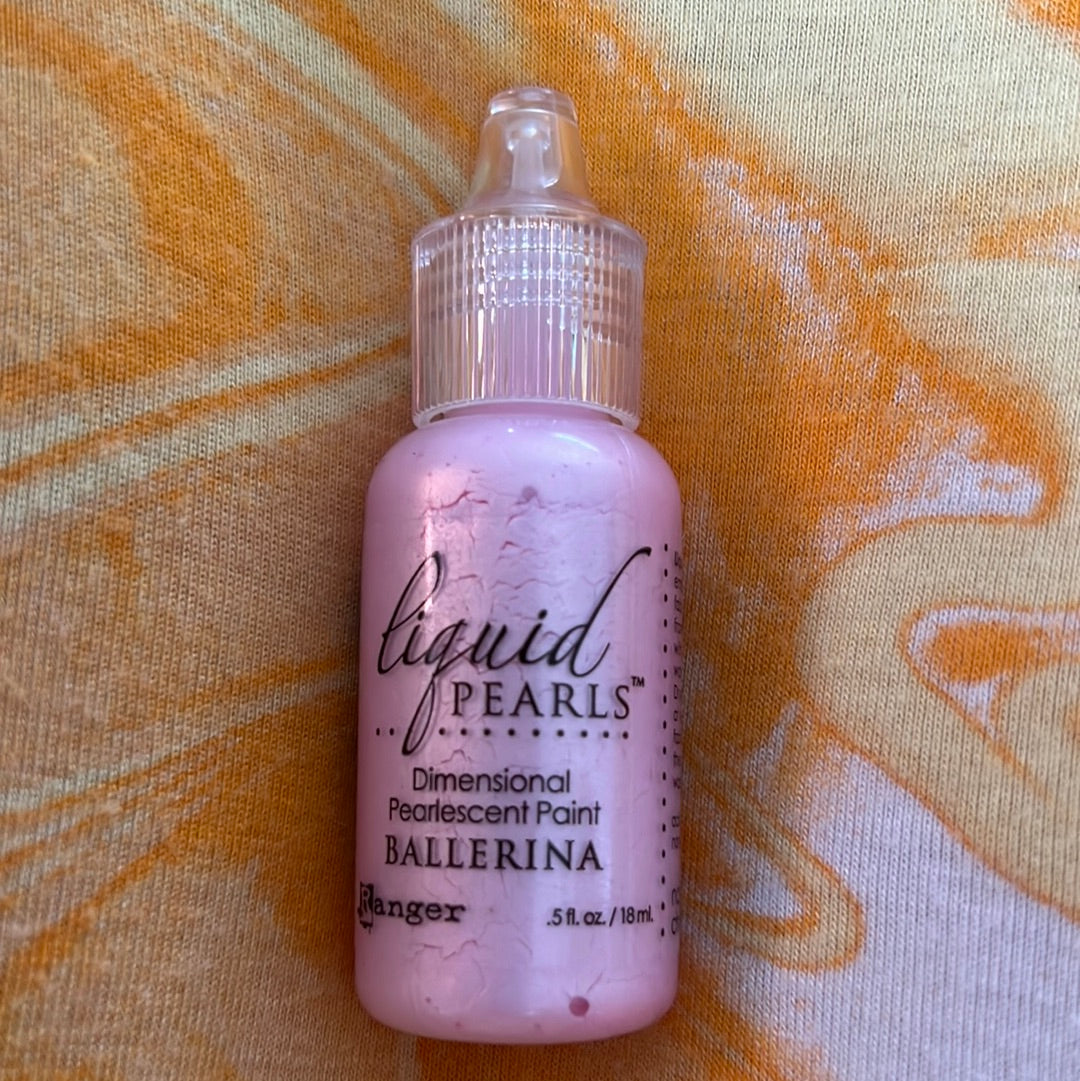 liquid
PEARLS™
Dimensional
Pearlescent Paint
BALLERINA
Ranger
.5 fl. oz. / 18 ml.